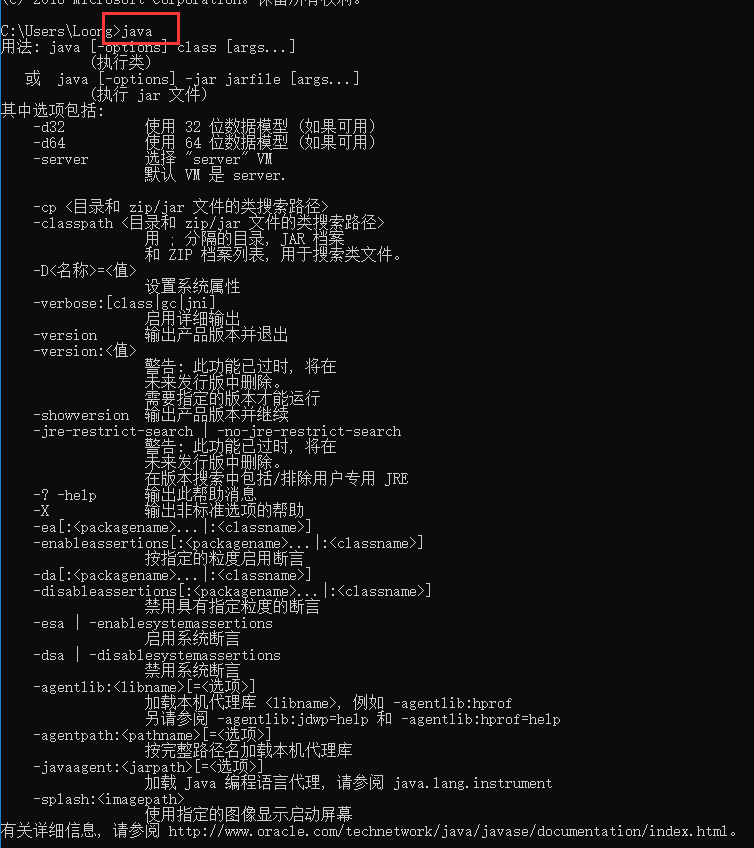 (c) 2018 Microsoft Corporation。保留所有权利。
C:\Users\Loong>java
用法: java [-options] class [args...]
(执行类)
或  java [-options] -jar jarfile [args...]
(执行 jar 文件)
其中选项包括:
-d32 使用 32 位数据模型 (如果可用)
-d64 使用 64 位数据模型 (如果可用)
-server 选择 "server" VM
默认 VM 是 server.
-cp <目录和 zip/jar 文件的类搜索路径>
-classpath <目录和 zip/jar 文件的类搜索路径>
用 ; 分隔的目录, JAR 档案
和 ZIP 档案列表, 用于搜索类文件。
-D<名称>=<值>
设置系统属性
-verbose:[class|gc|jni]
启用详细输出
-version 输出产品版本并退出
-version:<值>
警告: 此功能已过时, 将在
未来发行版中删除。
需要指定的版本才能运行
-showversion 输出产品版本并继续
-jre-restrict-search | -no-jre-restrict-search
警告: 此功能已过时, 将在
未来发行版中删除。
在版本搜索中包括/排除用户专用 JRE
-? -help 输出此帮助消息
-X 输出非标准选项的帮助
-ea[:<packagename>...|:<classname>]
-enableassertions[:<packagename>...|:<classname>]
按指定的粒度启用断言
-da[:<packagename>...|:<classname>]
-disableassertions[:<packagename>...|:<classname>]
禁用具有指定粒度的断言
-esa | -enablesystemassertions
启用系统断言
-dsa | -disablesystemassertions
禁用系统断言
-agentlib:<libname>[=<选项>]
加载本机代理库 <libname>, 例如 -agentlib:hprof
另请参阅 -agentlib:jdwp=help 和 -agentlib:hprof=help
-agentpath:<pathname>[=<选项>]
按完整路径名加载本机代理库
-javaagent:<jarpath>[=<选项>]
加载 Java 编程语言代理, 请参阅 java.lang.instrument
-splash:<imagepath>
使用指定的图像显示启动屏幕
有关详细信息, 请参阅 http://www.oracle.com/technetwork/java/javase/documentation/index.html。